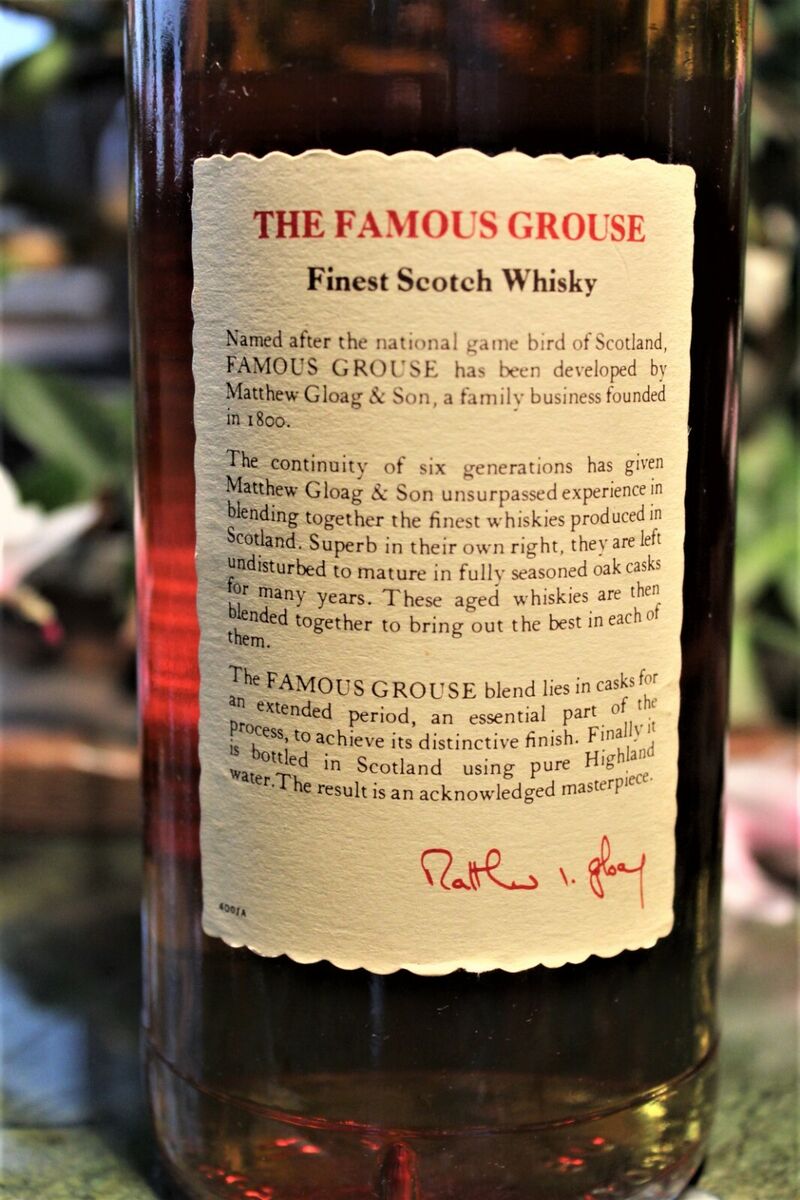 THE FAMOUS GROUSE
Finest Scotch Whisky
Named after the national game bird of Scotland,
FAMOUS GROUSE has been developed by
Matthew Gloag & Son, a family business founded
in 1800.
The continuity of six generations has given
Matthew Gloag & Son unsurpassed experience in
blending together the finest whiskies produced in
Scotland. Superb in their own right, they are left
undisturbed to mature in fully seasoned oak casks
for many years. These aged whiskies are then
blended together to bring out the best in each of
them.
The FAMOUS GROUSE blend lies in casks for
an extended period, an essential part of the
process, to achieve its distinctive finish. Finally it
is bottled in Scotland using pure Highland
water.The result is an acknowledged masterpiece.
Matthew I. Gloag